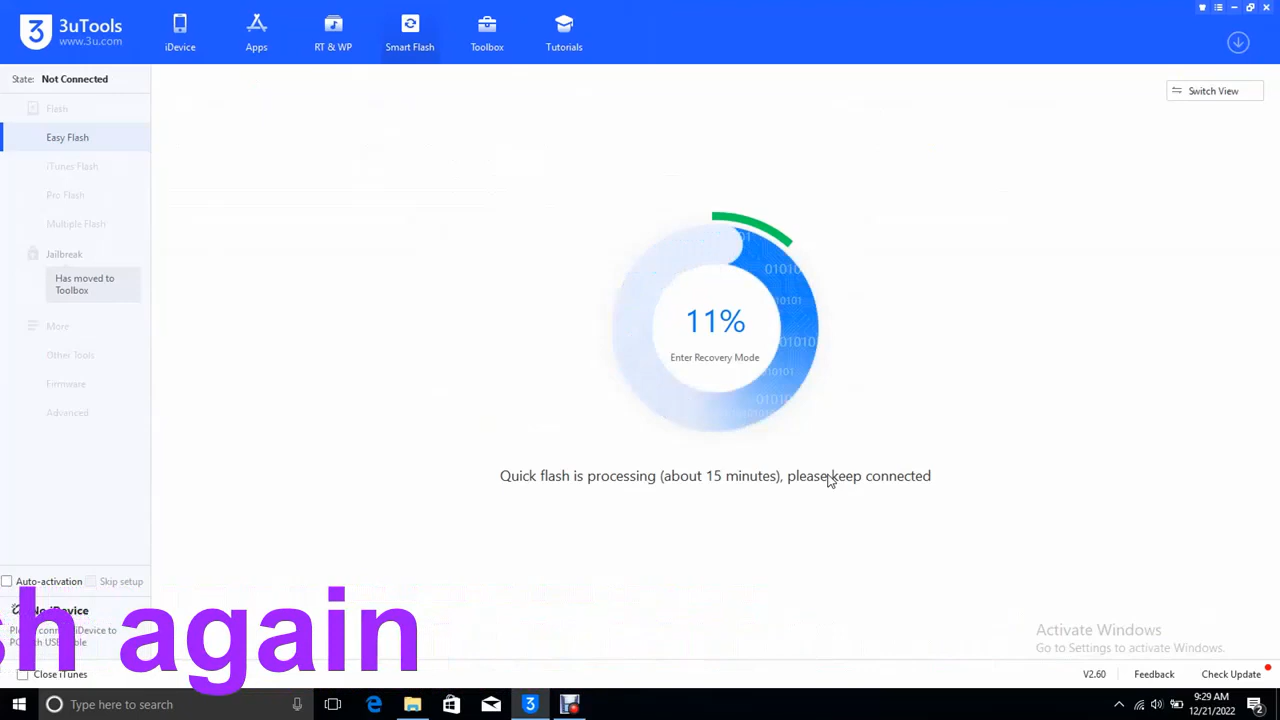 3 3uTools
www.3u.com
iDevice
Apps
RT & WP
Smart Flash
Toolbox
Tutorials
State: Not Connected
Switch View
Flash
Easy Flash
iTunes Flash
Pro Flash
Multiple Flash
Jailbreak
Has moved to
Toolbox
More
Other Tools
Firmware
Advanced
11%
Enter Recovery Mode
Quick flash is processing (about 15 minutes), please keep connected
Auto-activation Skip setup
sh again
Close iTunes
Activate Windows
Go to Settings to activate Windows.
V2.60 Feedback Check Update
Type here to search
9:29 AM
12/21/2022